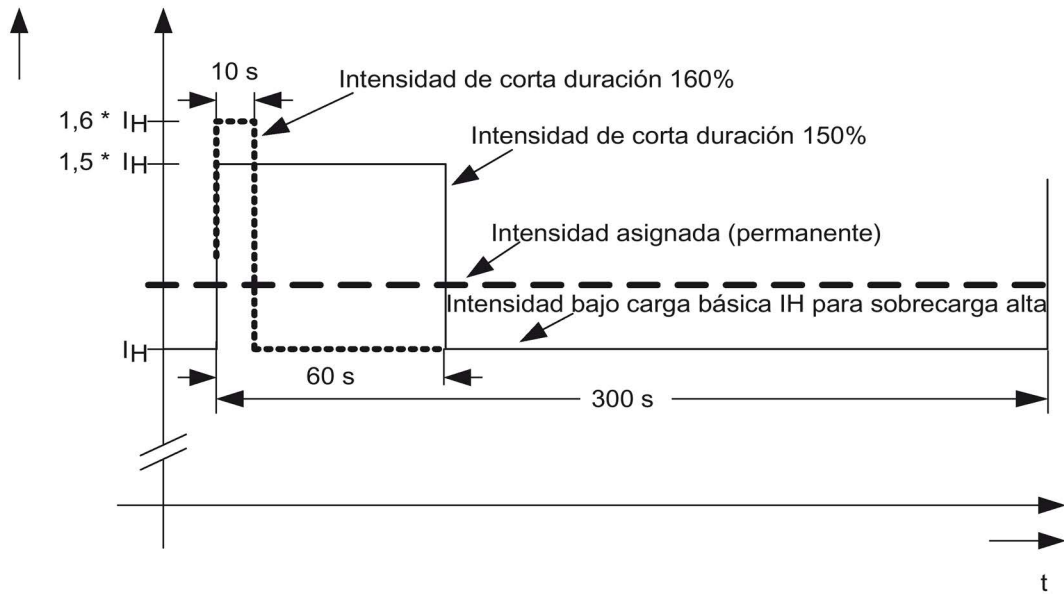 10 s
Intensidad de corta duración 160%
1,6 * IH
Intensidad de corta duración 150%
1,5 * IH
Intensidad asignada (permanente)
Intensidad bajo carga básica IH para sobrecarga alta
IH
60 s
300 s
t